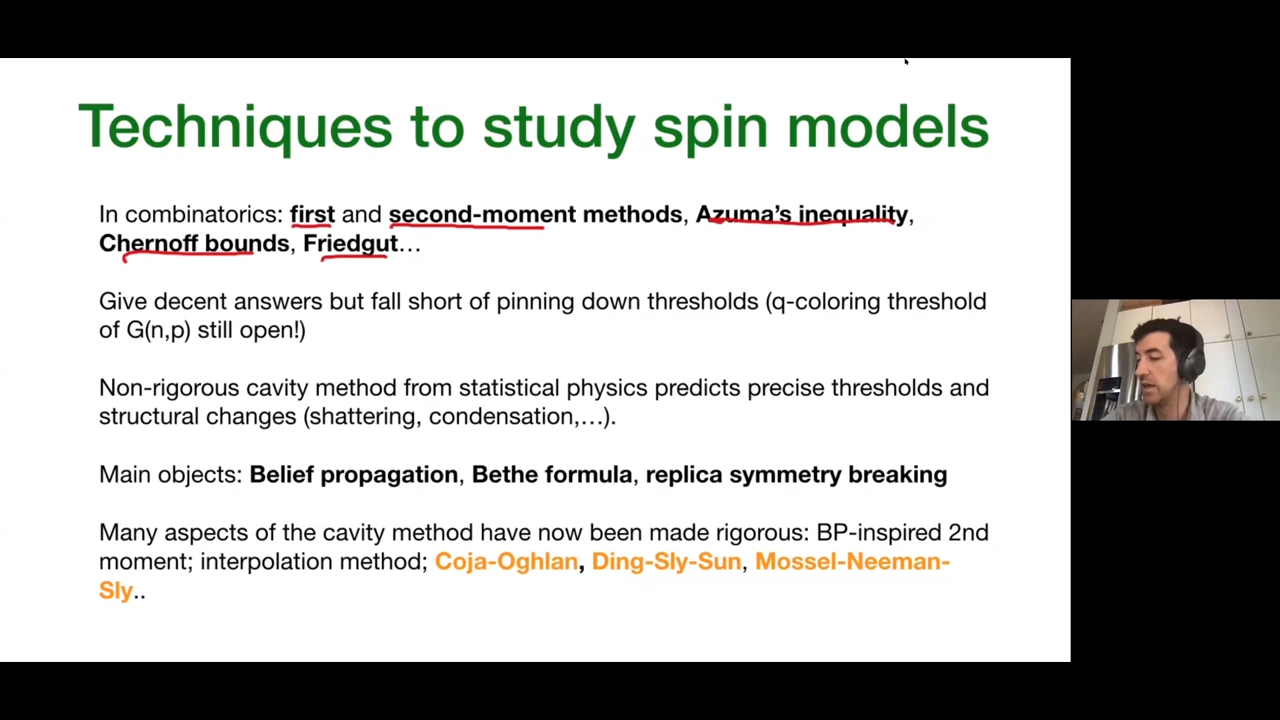 Techniques to study spin models
In combinatorics: first and second-moment methods, Azuma's inequality,
Chernoff bounds, Friedgut...
Give decent answers but fall short of pinning down thresholds (q-coloring threshold
of G(n,p) still open!)
Non-rigorous cavity method from statistical physics predicts precise thresholds and
structural changes (shattering, condensation,...).
Main objects: Belief propagation, Bethe formula, replica symmetry breaking
Many aspects of the cavity method have now been made rigorous: BP-inspired 2nd
moment; interpolation method; Coja-Oghlan, Ding-Sly-Sun, Mossel-Neeman-
Sly..